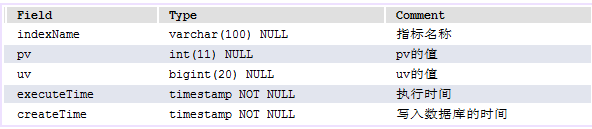 Field Type Comment
indexName varchar(100) NULL 指标名称
pv int(11) NULL pv的值
uv bigint(20) NULL uv的值
executeTime timestamp NOT NULL 执行时间
createTime timestamp NOT NULL 写入数据库的时间